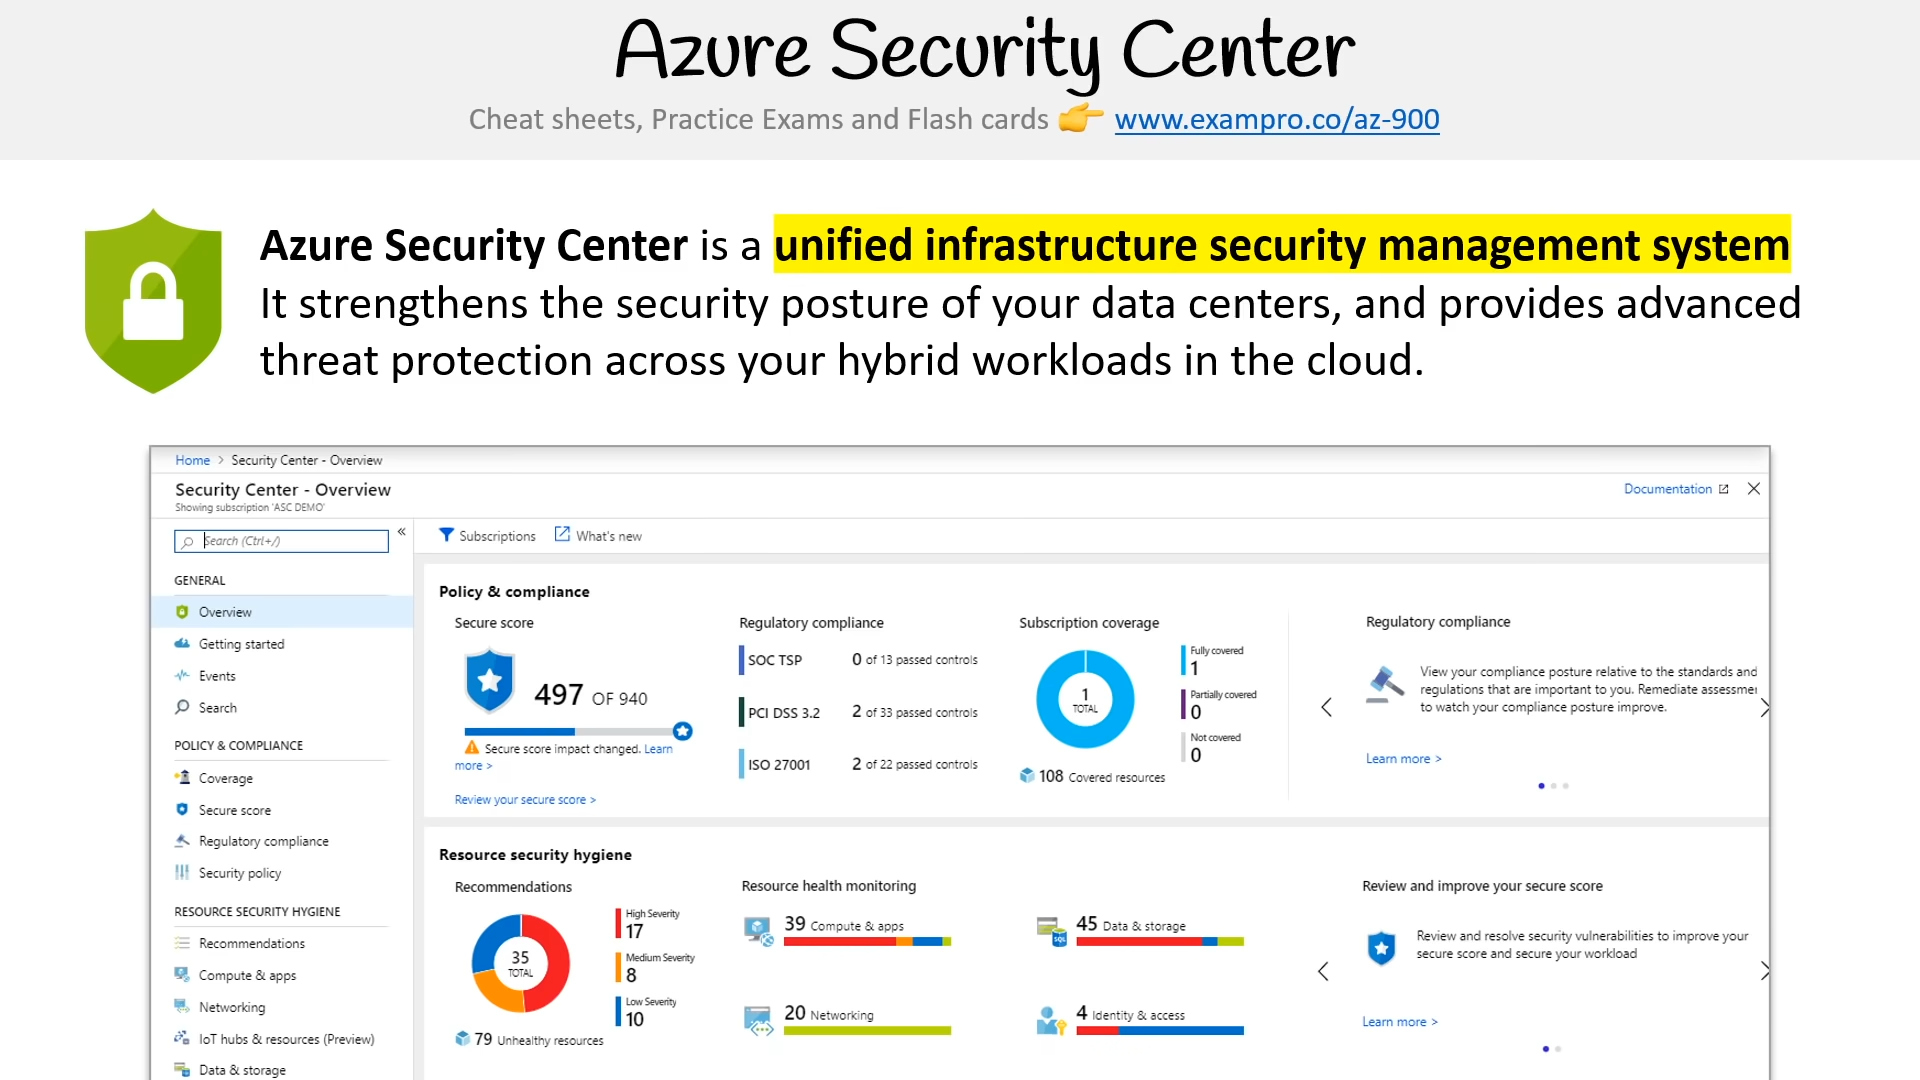 Azure Security Center
Cheat sheets, Practice Exams and Flash cards 👉 www.exampro.co/az-900
Azure Security Center is a unified infrastructure security management system
It strengthens the security posture of your data centers, and provides advanced
threat protection across your hybrid workloads in the cloud.
Home > Security Center - Overview
Security Center - Overview
Showing subscription 'ASC DEMO'
Documentation
Search (Ctrl+/)
«
Subscriptions
What's new
GENERAL
Overview
Getting started
Events
Search
POLICY & COMPLIANCE
Coverage
Secure score
Regulatory compliance
Security policy
RESOURCE SECURITY HYGIENE
Recommendations
Compute & apps
Networking
IoT hubs & resources (Preview)
Data & storage
Policy & compliance
Secure score
497 OF 940
Secure score impact changed. Learn
more >
Review your secure score >
Regulatory compliance
SOC TSP 0 of 13 passed controls
PCI DSS 3.2 2 of 33 passed controls
ISO 27001 2 of 22 passed controls
Subscription coverage
1
TOTAL
Fully covered
1
Partially covered
0
Not covered
0
108 Covered resources
Regulatory compliance
View your compliance posture relative to the standards and
regulations that are important to you. Remediate assessmen
to watch your compliance posture improve.
Learn more >
Resource security hygiene
Recommendations
35
TOTAL
High Severity
17
Medium Severity
8
Low Severity
10
79 Unhealthy resources
Resource health monitoring
39 Compute & apps
45 Data & storage
SQL
20 Networking
4 Identity & access
Review and improve your secure score
Review and resolve security vulnerabilities to improve your
secure score and secure your workload
Learn more >